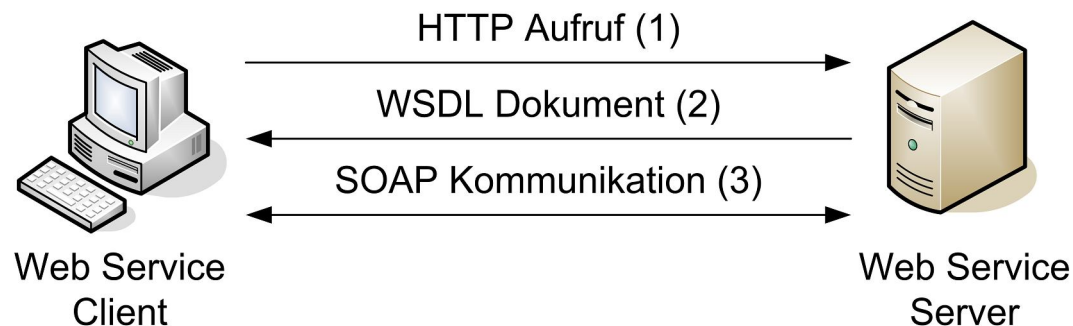 HTTP Aufruf (1)
WSDL Dokument (2)
SOAP Kommunikation (3)
Web Service
Client
Web Service
Server